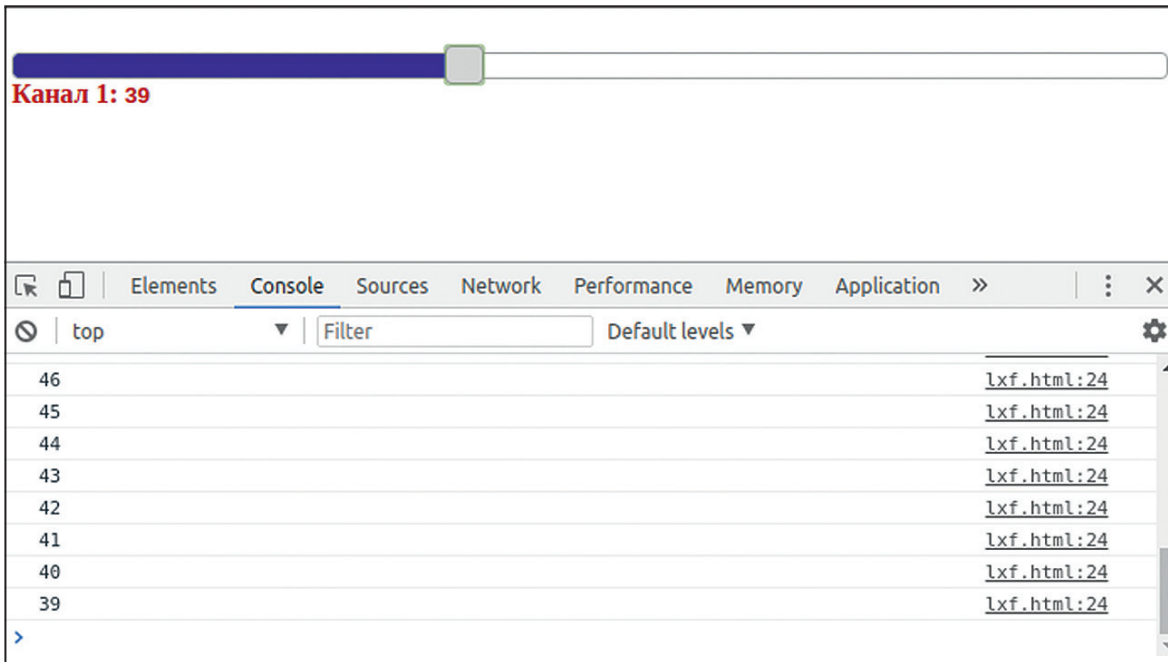 Канал 1: 39
Elements Console Sources Network Performance Memory Application »
top Filter Default levels
46 lxf.html:24
45 lxf.html:24
44 lxf.html:24
43 lxf.html:24
42 lxf.html:24
41 lxf.html:24
40 lxf.html:24
39 lxf.html:24
>